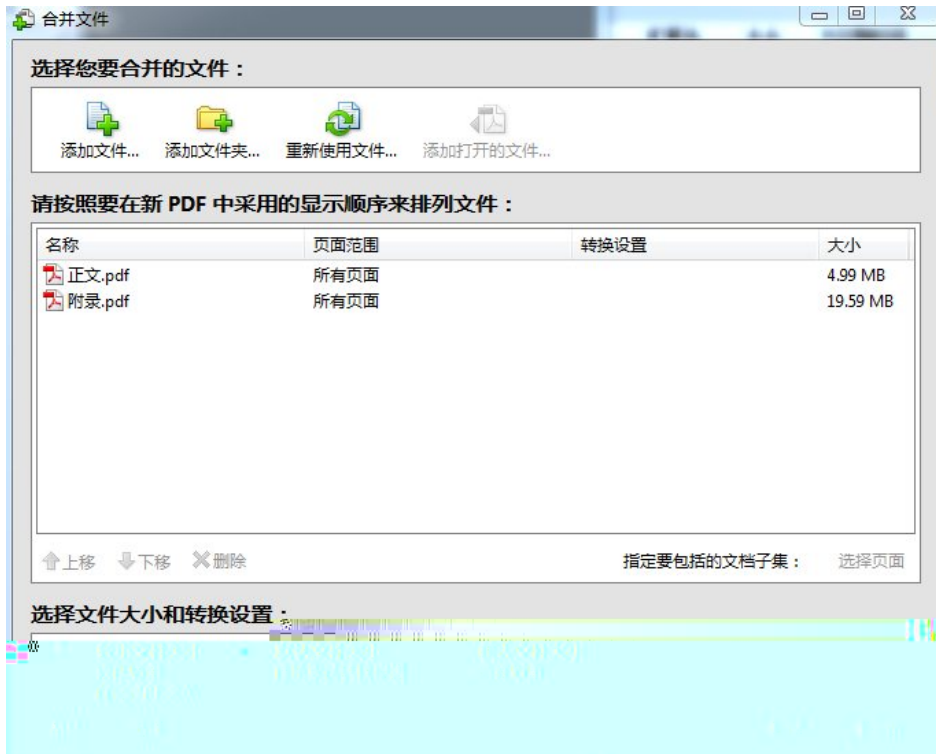 合并文件
选择您要合并的文件：
添加文件... 添加文件夹... 重新使用文件... 添加打开的文件...
请按照要在新 PDF 中采用的显示顺序来排列文件：
名称 页面范围 转换设置 大小
正文.pdf 所有页面 4.99 MB
附录.pdf 所有页面 19.59 MB
上移 下移 删除 指定要包括的文档子集： 选择页面
选择文件大小和转换设置：